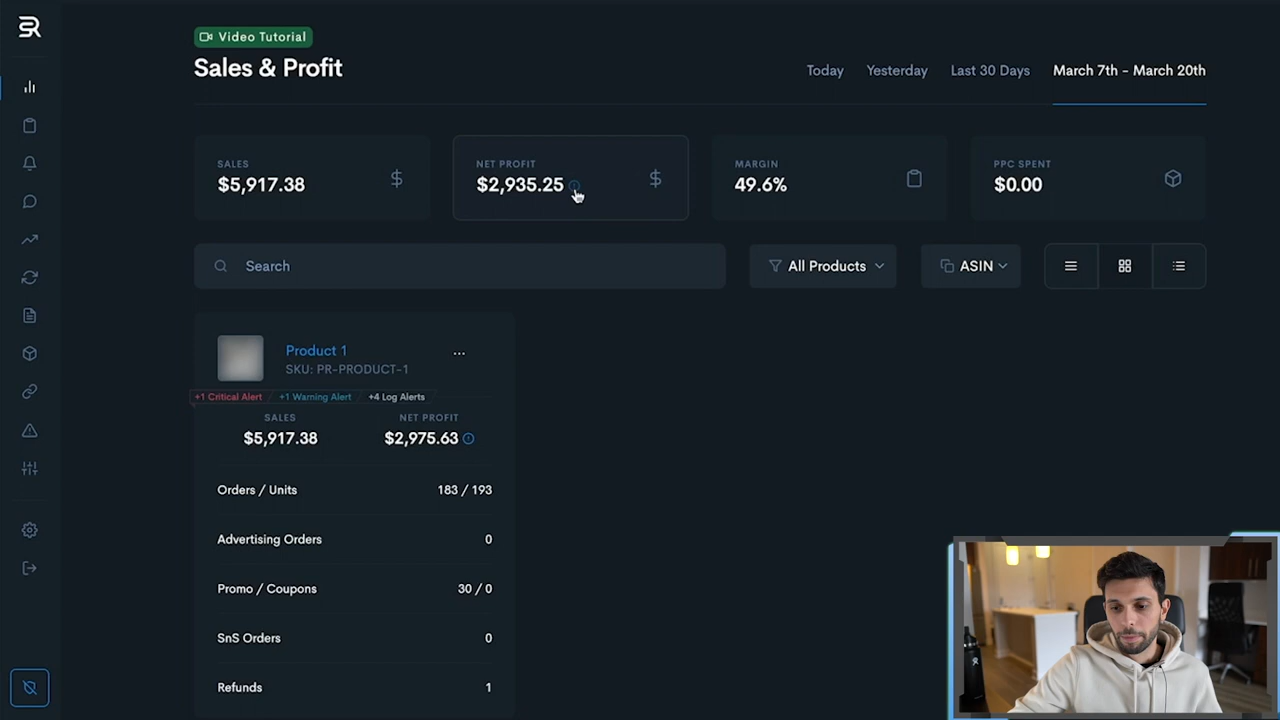 Video Tutorial
Sales & Profit
Today Yesterday Last 30 Days March 7th - March 20th
SALES
$5,917.38
$
NET PROFIT
$2,935.25
$
MARGIN
49.6%
PPC SPENT
$0.00
Search
All Products
ASIN
Product 1
...
SKU: PR-PRODUCT-1
+1 Critical Alert / +1 Warning Alert / +4 Log Alerts
SALES NET PROFIT
$5,917.38 $2,975.63
Orders / Units 183 / 193
Advertising Orders 0
Promo / Coupons 30 / 0
SnS Orders 0
Refunds 1